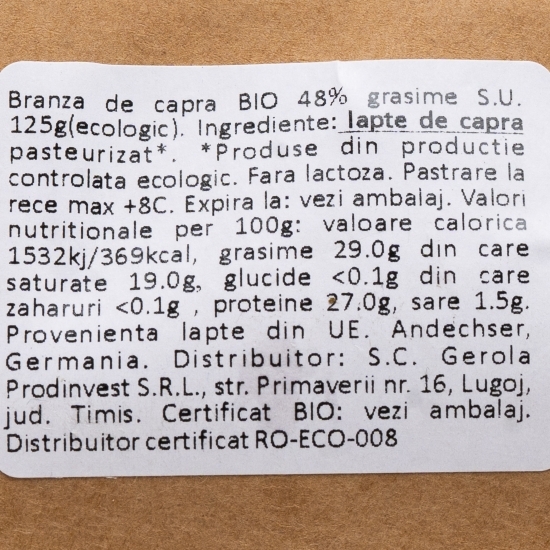 Branza de capra BIO 48% grasime S.U.
125g(ecologic). Ingrediente: lapte de capra
pasteurizat*. *Produse din productie
controlata ecologic. Fara lactoza. Pastrare la
rece max +8C. Expira la: vezi ambalaj. Valori
nutritionale per 100g: valoare calorica
1532kj/369kcal, grasime 29.0g din care
saturate 19.0g, glucide <0.1g din care
zaharuri <0.1g , proteine 27.0g, sare 1.5g.
Provenienta lapte din UE. Andechser,
Germania. Distribuitor: S.C. Gerola
Prodinvest S.R.L., str. Primaverii nr. 16, Lugoj,
jud. Timis. Certificat BIO: vezi ambalaj.
Distribuitor certificat RO-ECO-008